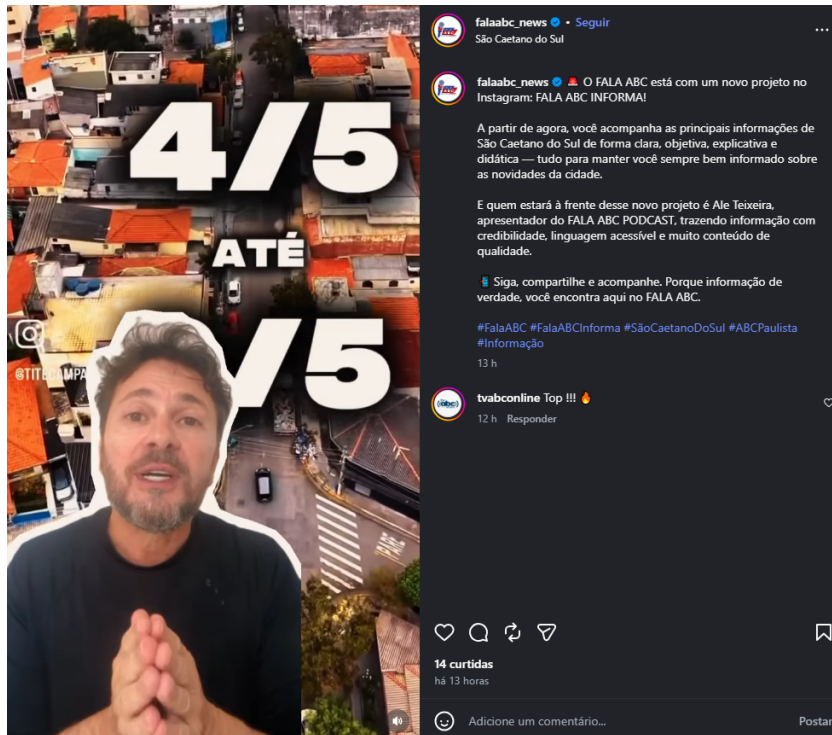 4/5
ATÉ
/5
@TITECAMPA
falaabc_news • Seguir
São Caetano do Sul
falaabc_news 🚨 O FALA ABC está com um novo projeto no
Instagram: FALA ABC INFORMA!
A partir de agora, você acompanha as principais informações de
São Caetano do Sul de forma clara, objetiva, explicativa e
didática — tudo para manter você sempre bem informado sobre
as novidades da cidade.
E quem estará à frente desse novo projeto é Ale Teixeira,
apresentador do FALA ABC PODCAST, trazendo informação com
credibilidade, linguagem acessível e muito conteúdo de
qualidade.
📲 Siga, compartilhe e acompanhe. Porque informação de
verdade, você encontra aqui no FALA ABC.
#FalaABC #FalaABCInforma #SãoCaetanoDoSul #ABCPaulista
#Informação
13 h
tvabconline Top !!! 🔥
12 h Responder
14 curtidas
há 13 horas
Adicione um comentário...
Postar